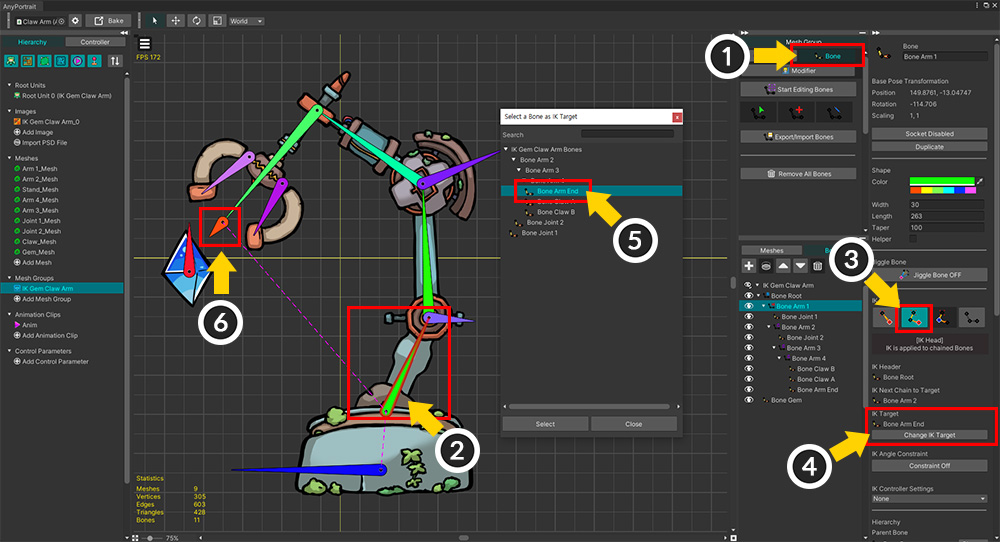 AnyPortrait
Claw Arm (A
Bake
World
Hierarchy
Controller
FPS 172
Root Units
Root Unit 0 (IK Gem Claw Arm)
Images
IK Gem Claw Arm_0
Add Image
Import PSD File
Meshes
Arm 1_Mesh
Arm 2_Mesh
Stand_Mesh
Arm 4_Mesh
Arm 3_Mesh
Joint 1_Mesh
Joint 2_Mesh
Claw_Mesh
Gem_Mesh
Add Mesh
Mesh Groups
IK Gem Claw Arm
Add Mesh Group
Animation Clips
Anim
Add Animation Clip
Control Parameters
Add Control Parameter
6
2
Statistics
Meshes 9
Vertices 305
Edges 603
Triangles 428
Bones 11
75%
Select a Bone as IK Target
Search
IK Gem Claw Arm Bones
Bone Arm 2
Bone Arm 3
Bone Arm End
Bone Claw B
Bone Joint 2
Bone Joint 1
5
Select
Close
Mesh Group
1
Bone
Modifier
Start Editing Bones
Export/Import Bones
Remove All Bones
Meshes
IK Gem Claw Arm
Bone Root
Bone Arm 1
Bone Joint 1
Bone Arm 2
Bone Joint 2
Bone Arm 3
Bone Arm 4
Bone Claw B
Bone Claw A
Bone Arm End
Bone Gem
Bone
Bone Arm 1
Base Pose Transformation
Position 149.8761, -13.04747
Rotation -114.706
Scaling 1, 1
Socket Disabled
Duplicate
Shape
Color
Width 30
Length 263
Taper 100
Helper
Jiggle Bone
Jiggle Bone OFF
3
IK
[IK Head]
IK is applied to chained Bones
IK Header
Bone Root
IK Next Chain to Target
Bone Arm 2
IK Target
Bone Arm End
Change IK Target
4
IK Angle Constraint
Constraint Off
IK Controller Settings
None
Hierarchy
Parent Bone